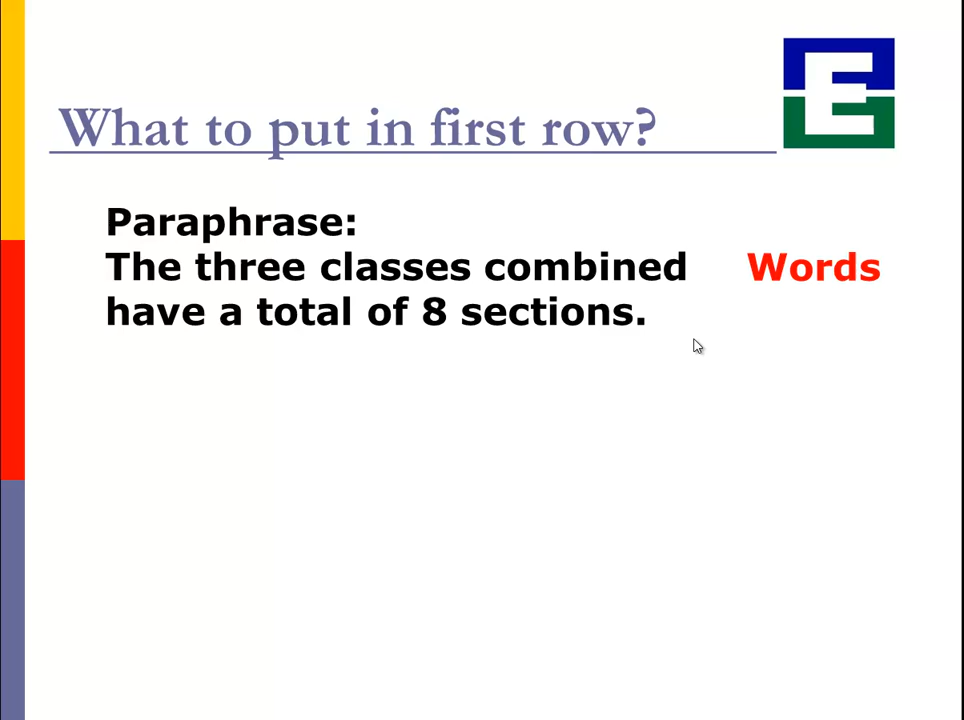 What to put in first row?
E
Paraphrase:
The three classes combined Words
have a total of 8 sections.